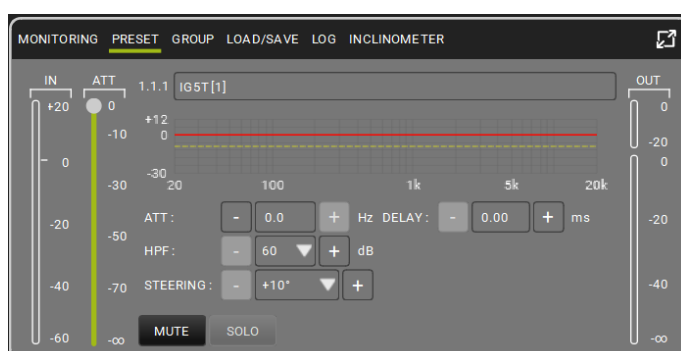 MONITORING PRESET GROUP LOAD/SAVE LOG INCLINOMETER
IN ATT 1.1.1 IG5T[1] OUT
+20 0 0
+12
-10 0 -20
0 0
-30
-30 20 100 1k 5k 20k
-20 ATT: - 0.0 + Hz DELAY: - 0.00 + ms -20
-50
HPF: - 60 + dB
-40 -70 STEERING: - +10° + -40
MUTE SOLO
-60 -∞ -∞